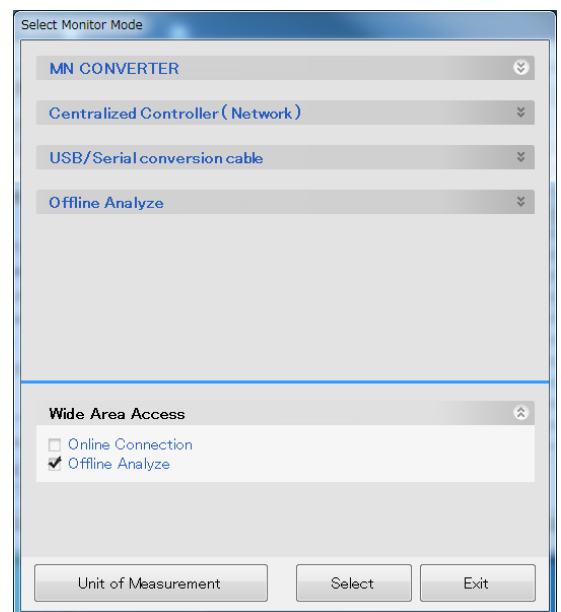 Select Monitor Mode
MN CONVERTER
Centralized Controller(Network)
USB/Serial conversion cable
Offline Analyze
Wide Area Access
Online Connection
Offline Analyze
Unit of Measurement Select Exit